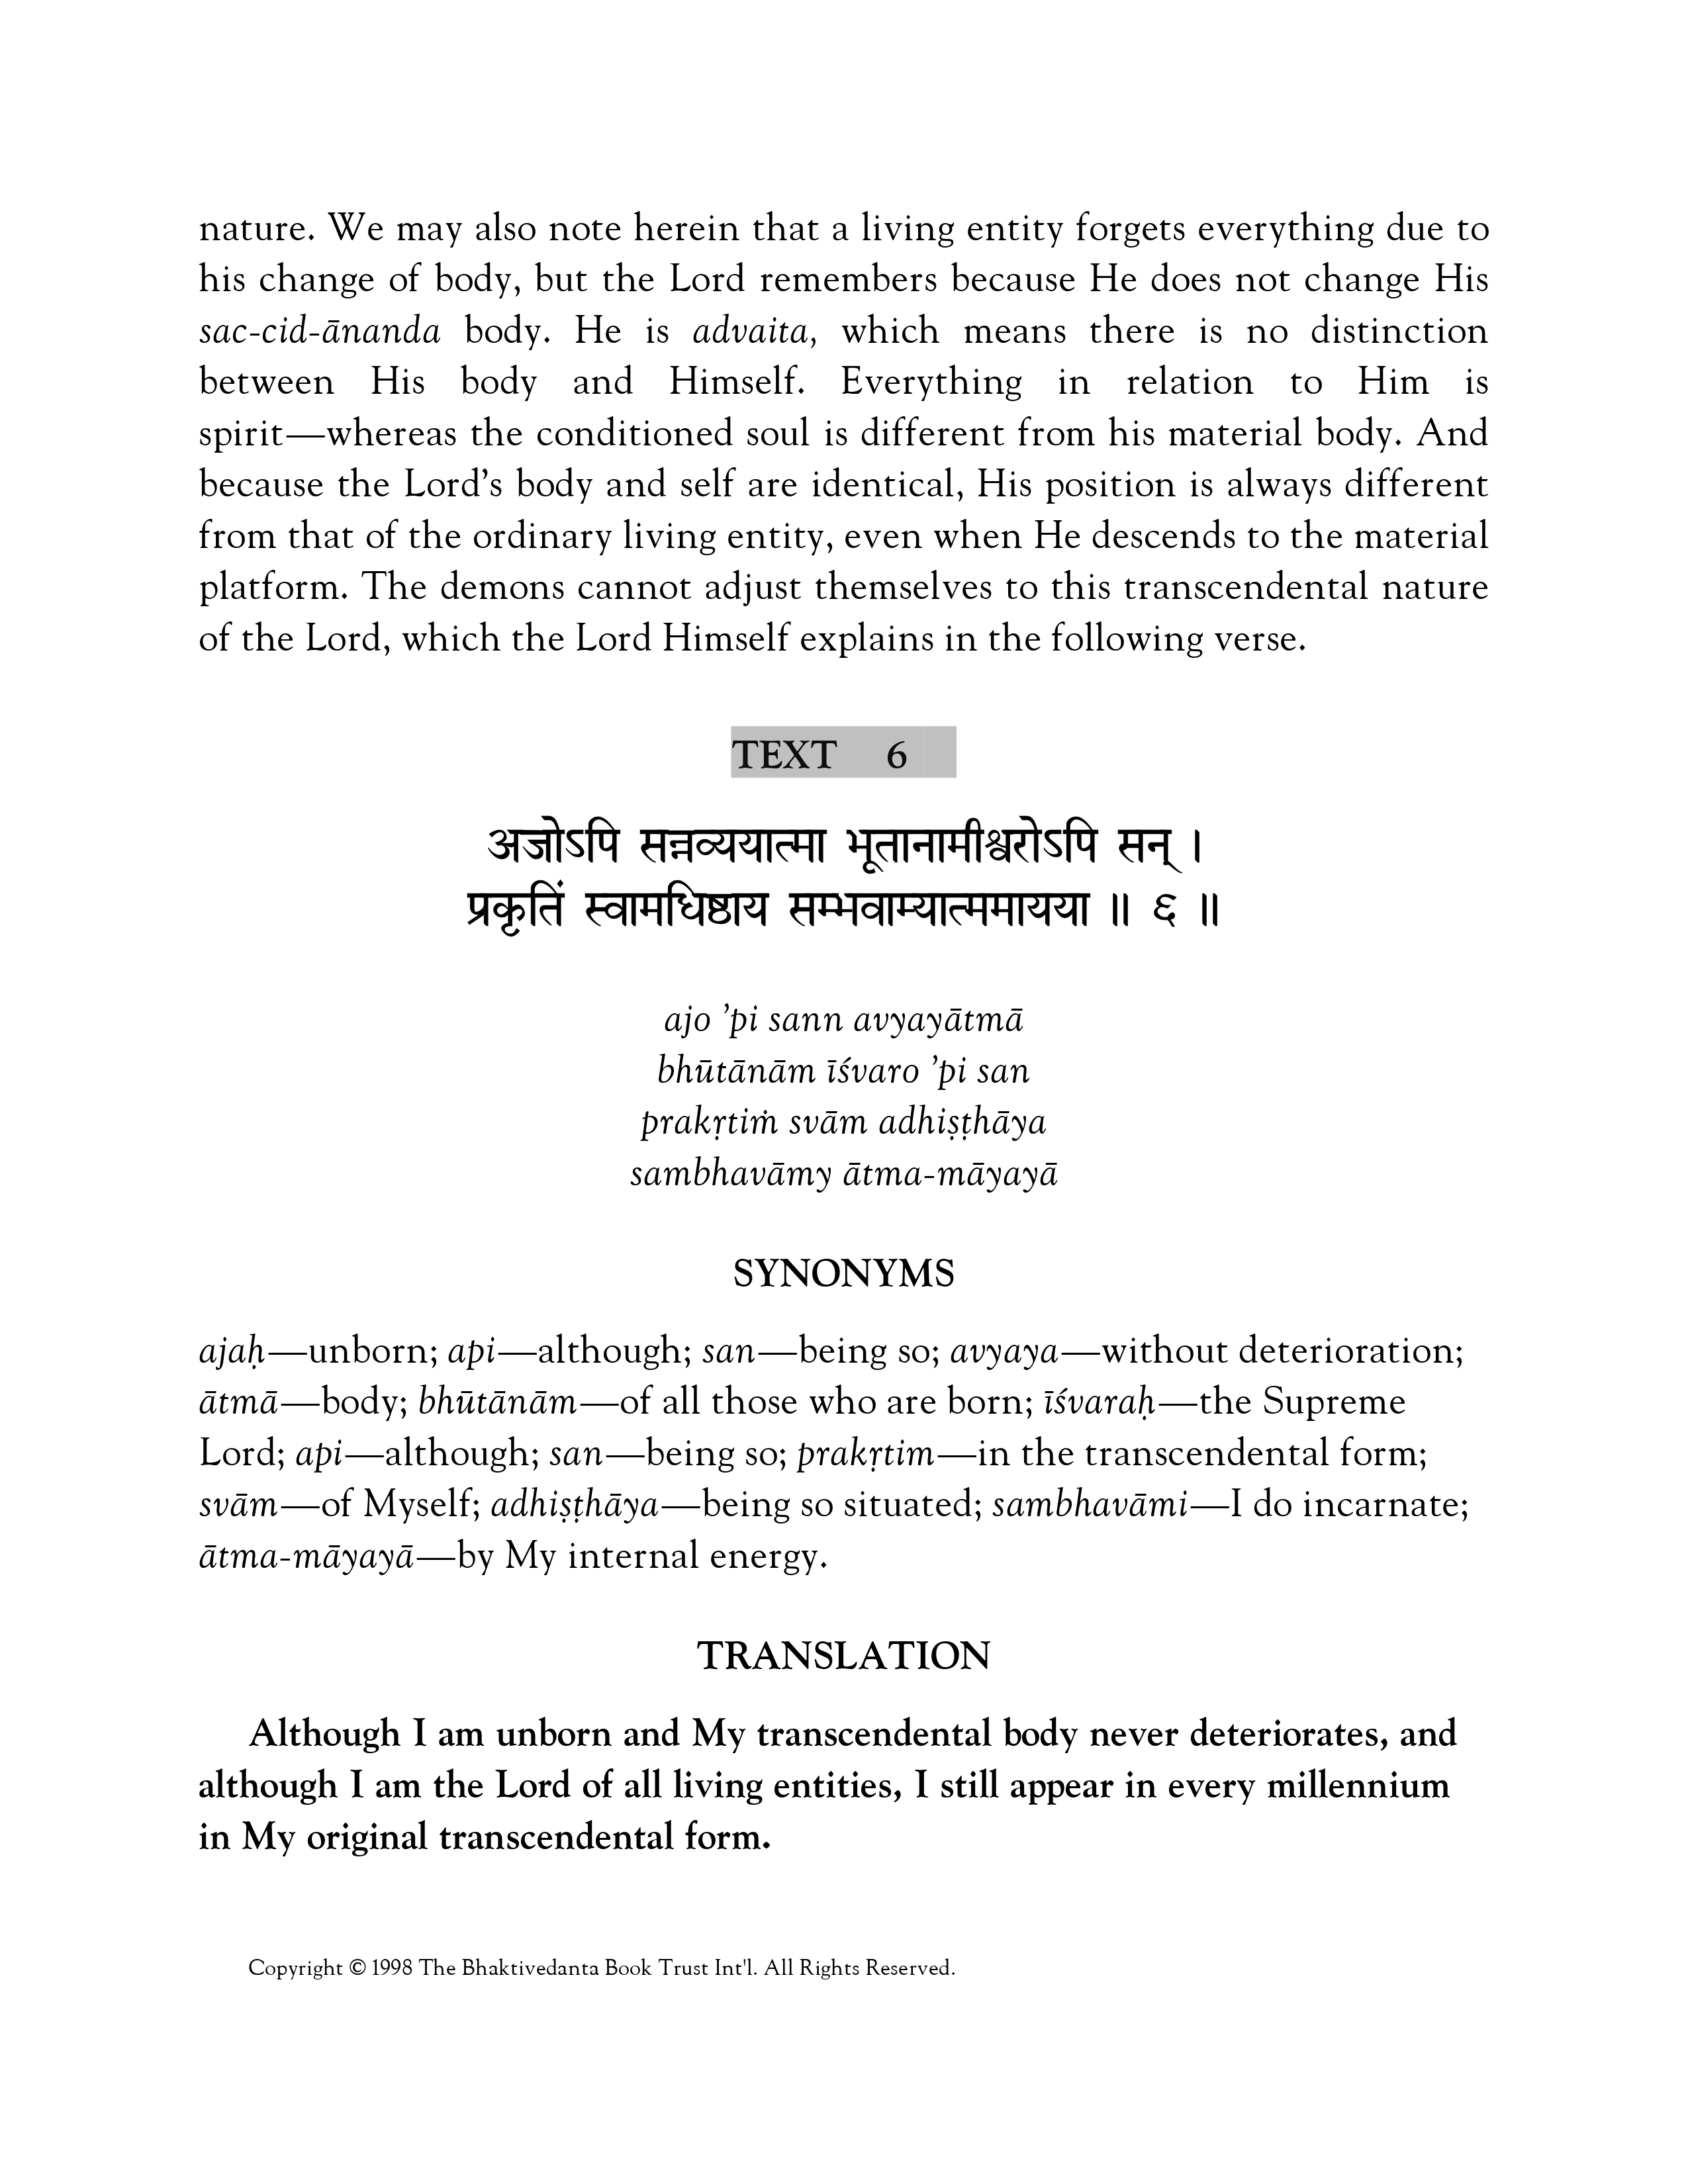 nature. We may also note herein that a living entity forgets everything due to
his change of body, but the Lord remembers because He does not change His
sac-cid-ānanda body. He is advaita, which means there is no distinction
between His body and Himself. Everything in relation to Him is
spirit—whereas the conditioned soul is different from his material body. And
because the Lord’s body and self are identical, His position is always different
from that of the ordinary living entity, even when He descends to the material
platform. The demons cannot adjust themselves to this transcendental nature
of the Lord, which the Lord Himself explains in the following verse.
TEXT 6
अजोऽपि सन्नव्ययात्मा भूतानामीश्वरोऽपि सन् ।
प्रकृतिं स्वामधिष्ठाय सम्भवाम्यात्ममायया ॥ ६ ॥
ajo ’pi sann avyayātmā
bhūtānām īśvaro ’pi san
prakṛtiṁ svām adhiṣṭhāya
sambhavāmy ātma-māyayā
SYNONYMS
ajaḥ—unborn; api—although; san—being so; avyaya—without deterioration;
ātmā—body; bhūtānām—of all those who are born; īśvaraḥ—the Supreme
Lord; api—although; san—being so; prakṛtim—in the transcendental form;
svām—of Myself; adhiṣṭhāya—being so situated; sambhavāmi—I do incarnate;
ātma-māyayā—by My internal energy.
TRANSLATION
Although I am unborn and My transcendental body never deteriorates, and
although I am the Lord of all living entities, I still appear in every millennium
in My original transcendental form.
Copyright © 1998 The Bhaktivedanta Book Trust Int'l. All Rights Reserved.